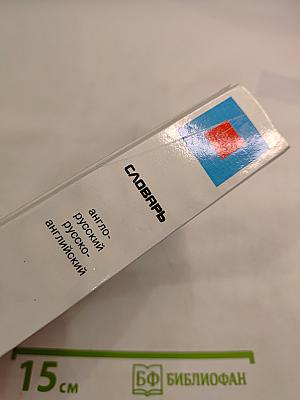 СЛОВАРЬ
англо-
русский
русско-
английский
15 см
БФ БИБЛИОФАН